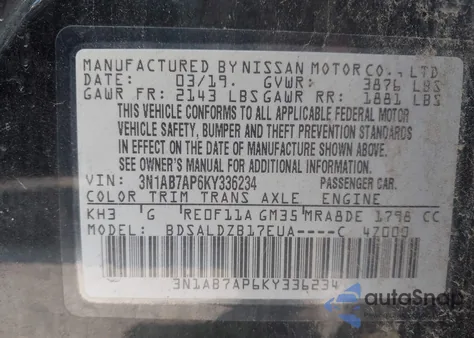 MANUFACTURED BY NISSAN MOTOR CO., LTD
DATE: 03/19. GVWR: 3876 LBS
GAWR FR: 2143 LBS GAWR RR: 1881 LBS
THIS VEHICLE CONFORMS TO ALL APPLICABLE FEDERAL MOTOR
VEHICLE SAFETY, BUMPER AND THEFT PREVENTION STANDARDS
IN EFFECT ON THE DATE OF MANUFACTURE SHOWN ABOVE.
SEE OWNER'S MANUAL FOR ADDITIONAL INFORMATION.
VIN: 3N1AB7AP6KY336234 PASSENGER CAR.
COLOR TRIM TRANS AXLE ENGINE
KH3 G RE0F11A GM35 MRA8DE 1798 CC
MODEL: BDSALDZB17EUA----C 47000
3N1AB7AP6KY336234
autoSnap